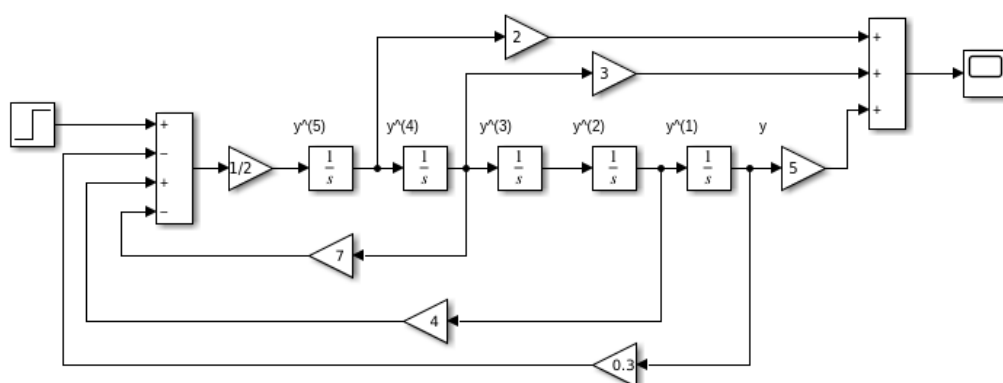 2
+
3
+
y^(5)
y^(4)
y^(3)
y^(2)
y^(1)
y
+
+
−
+
−
1/2
1
s
1
s
1
s
1
s
1
s
5
7
4
0.3